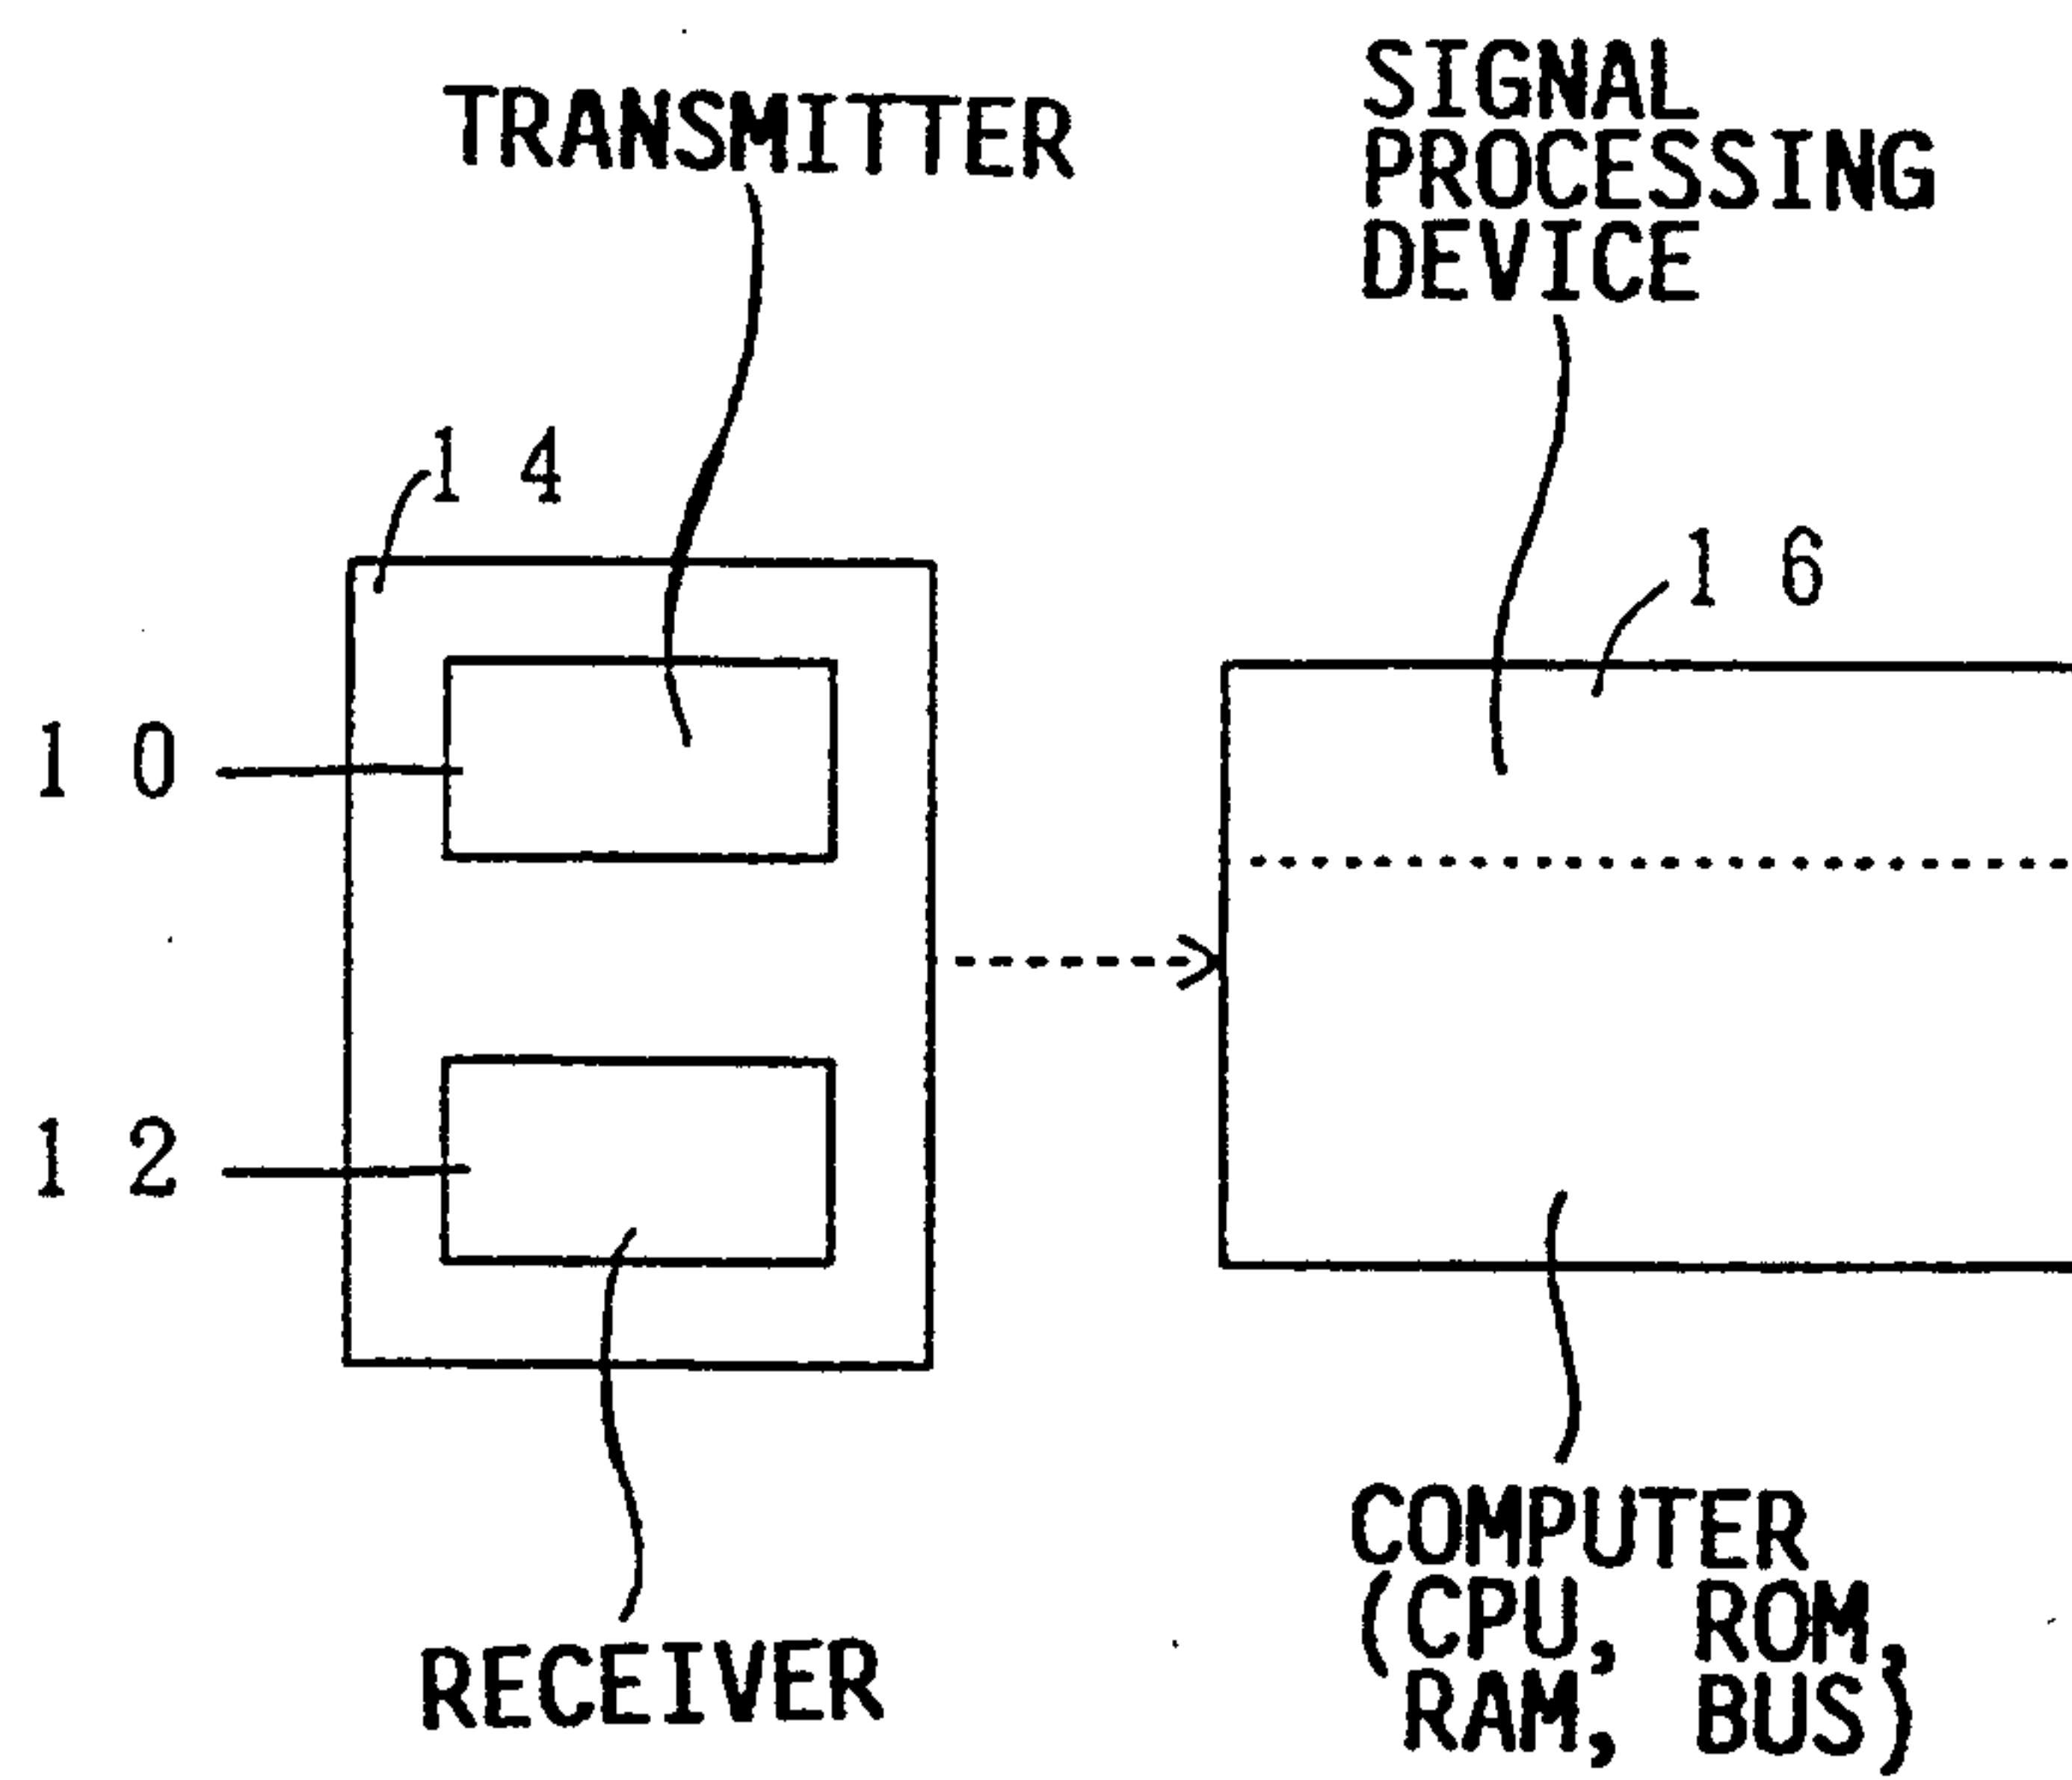 TRANSMITTER
SIGNAL
PROCESSING
DEVICE
14
16
10
12
RECEIVER
COMPUTER
(CPU, ROM,
RAM, BUS)